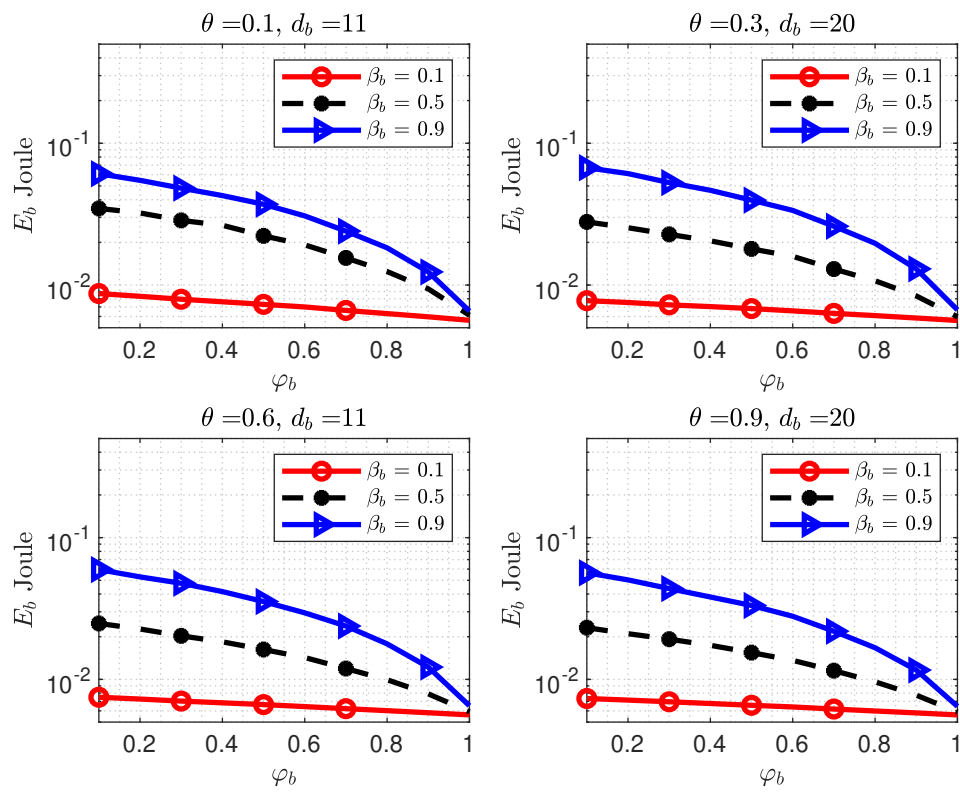 θ =0.1, d_b =11
β_b = 0.1
β_b = 0.5
β_b = 0.9
10^-1
10^-2
E_b Joule
0.2 0.4 0.6 0.8 1
φ_b
θ =0.3, d_b =20
β_b = 0.1
β_b = 0.5
β_b = 0.9
10^-1
10^-2
E_b Joule
0.2 0.4 0.6 0.8 1
φ_b
θ =0.6, d_b =11
β_b = 0.1
β_b = 0.5
β_b = 0.9
10^-1
10^-2
E_b Joule
0.2 0.4 0.6 0.8 1
φ_b
θ =0.9, d_b =20
β_b = 0.1
β_b = 0.5
β_b = 0.9
10^-1
10^-2
E_b Joule
0.2 0.4 0.6 0.8 1
φ_b